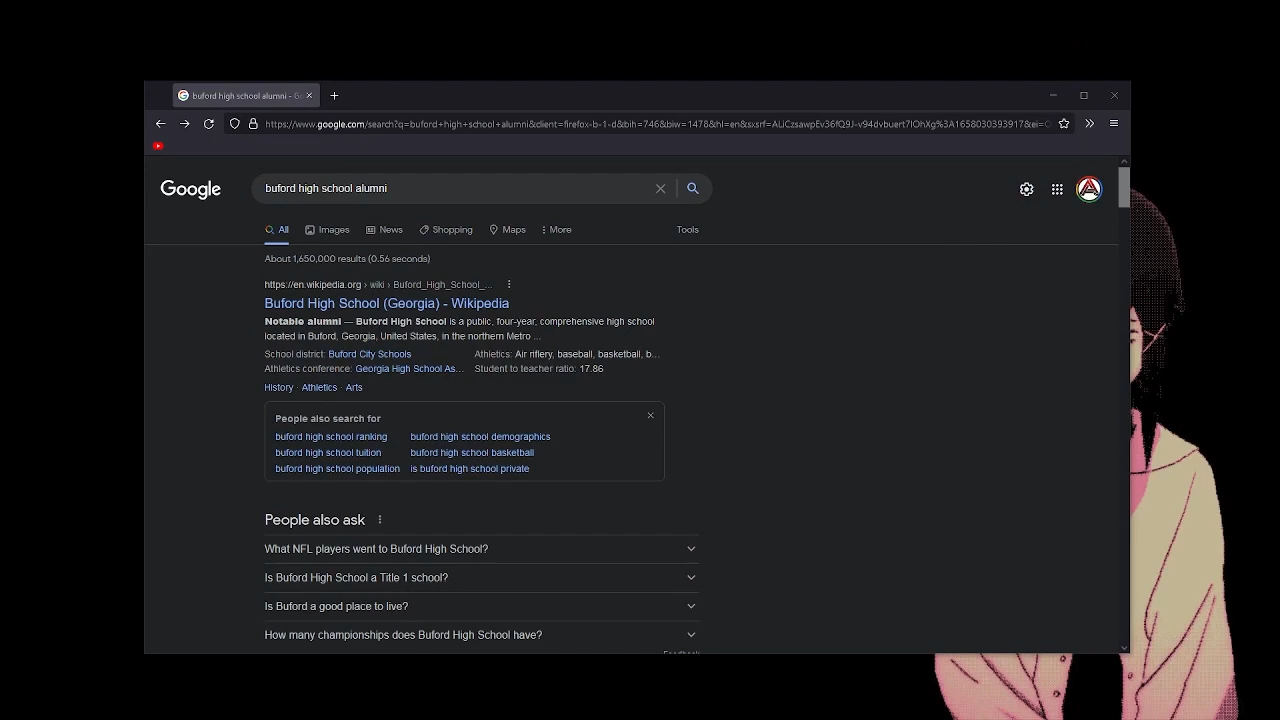 buford high school alumni - G
https://www.google.com/search?q=buford+high+school+alumni&client=firefox-b-1-d&bih=746&biw=1478&hl=en&sxsrf=
Google
buford high school alumni
All Images News Shopping Maps More Tools
About 1,650,000 results (0.56 seconds)
https://en.wikipedia.org › wiki › Buford_High_School_...
Buford High School (Georgia) - Wikipedia
Notable alumni — Buford High School is a public, four-year, comprehensive high school
located in Buford, Georgia, United States, in the northern Metro ...
School district: Buford City Schools Athletics: Air riflery, baseball, basketball, b...
Athletics conference: Georgia High School As... Student to teacher ratio: 17.86
History · Athletics · Arts
People also search for
buford high school ranking buford high school demographics
buford high school tuition buford high school basketball
buford high school population is buford high school private
People also ask
What NFL players went to Buford High School?
Is Buford High School a Title 1 school?
Is Buford a good place to live?
How many championships does Buford High School have?